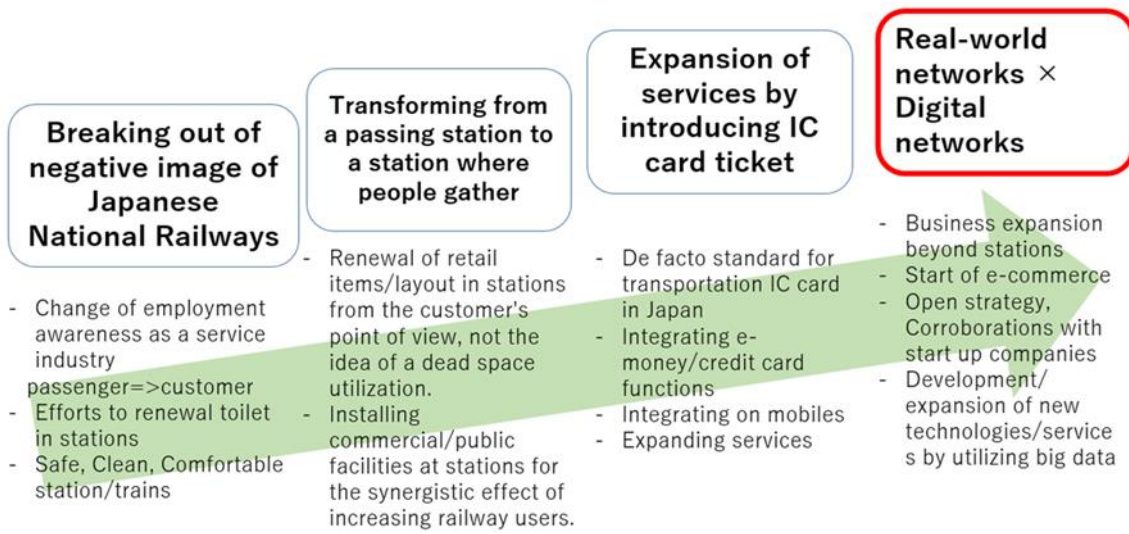 Breaking out of
negative image of
Japanese
National Railways
- Change of employment
awareness as a service
industry
passenger=>customer
- Efforts to renewal toilet
in stations
- Safe, Clean, Comfortable
station/trains
Transforming from
a passing station to
a station where
people gather
- Renewal of retail
items/layout in stations
from the customer's
point of view, not the
idea of a dead space
utilization.
- Installing
commercial/public
facilities at stations for
the synergistic effect of
increasing railway users.
Expansion of
services by
introducing IC
card ticket
- De facto standard for
transportation IC card
in Japan
- Integrating e-
money/credit card
functions
- Integrating on mobiles
- Expanding services
Real-world
networks ×
Digital
networks
- Business expansion
beyond stations
- Start of e-commerce
- Open strategy,
Corroborations with
start up companies
- Development/
expansion of new
technologies/service
s by utilizing big data